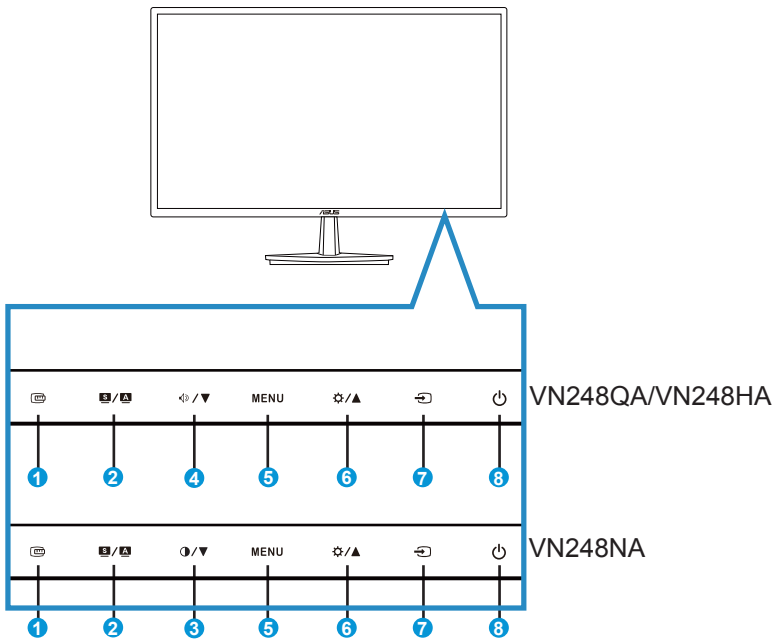 ASUS
S/A MENU VN248QA/VN248HA
1 2 4 5 6 7 8
S/A MENU VN248NA
1 2 3 5 6 7 8